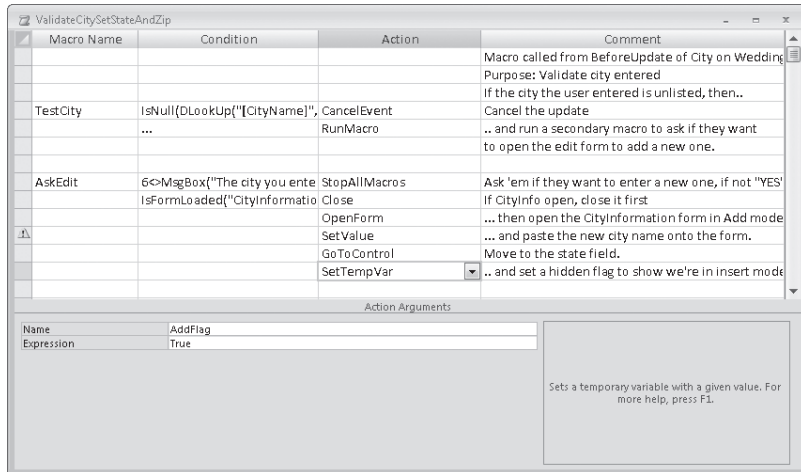 ValidateCitySetStateAndZip
Macro Name Condition Action Comment
Macro called from BeforeUpdate of City on Wedding
Purpose: Validate city entered
If the city the user entered is unlisted, then..
TestCity IsNull(DLookUp("[CityName]", CancelEvent Cancel the update
... RunMacro .. and run a secondary macro to ask if they want
to open the edit form to add a new one.
AskEdit 6<>MsgBox("The city you ente StopAllMacros Ask 'em if they want to enter a new one, if not "YES"
IsFormLoaded("CityInformatio Close If CityInfo open, close it first
OpenForm ... then open the CityInformation form in Add mode
SetValue ... and paste the new city name onto the form.
GoToControl Move to the state field.
SetTempVar .. and set a hidden flag to show we're in insert mode
Action Arguments
Name AddFlag
Expression True
Sets a temporary variable with a given value. For
more help, press F1.